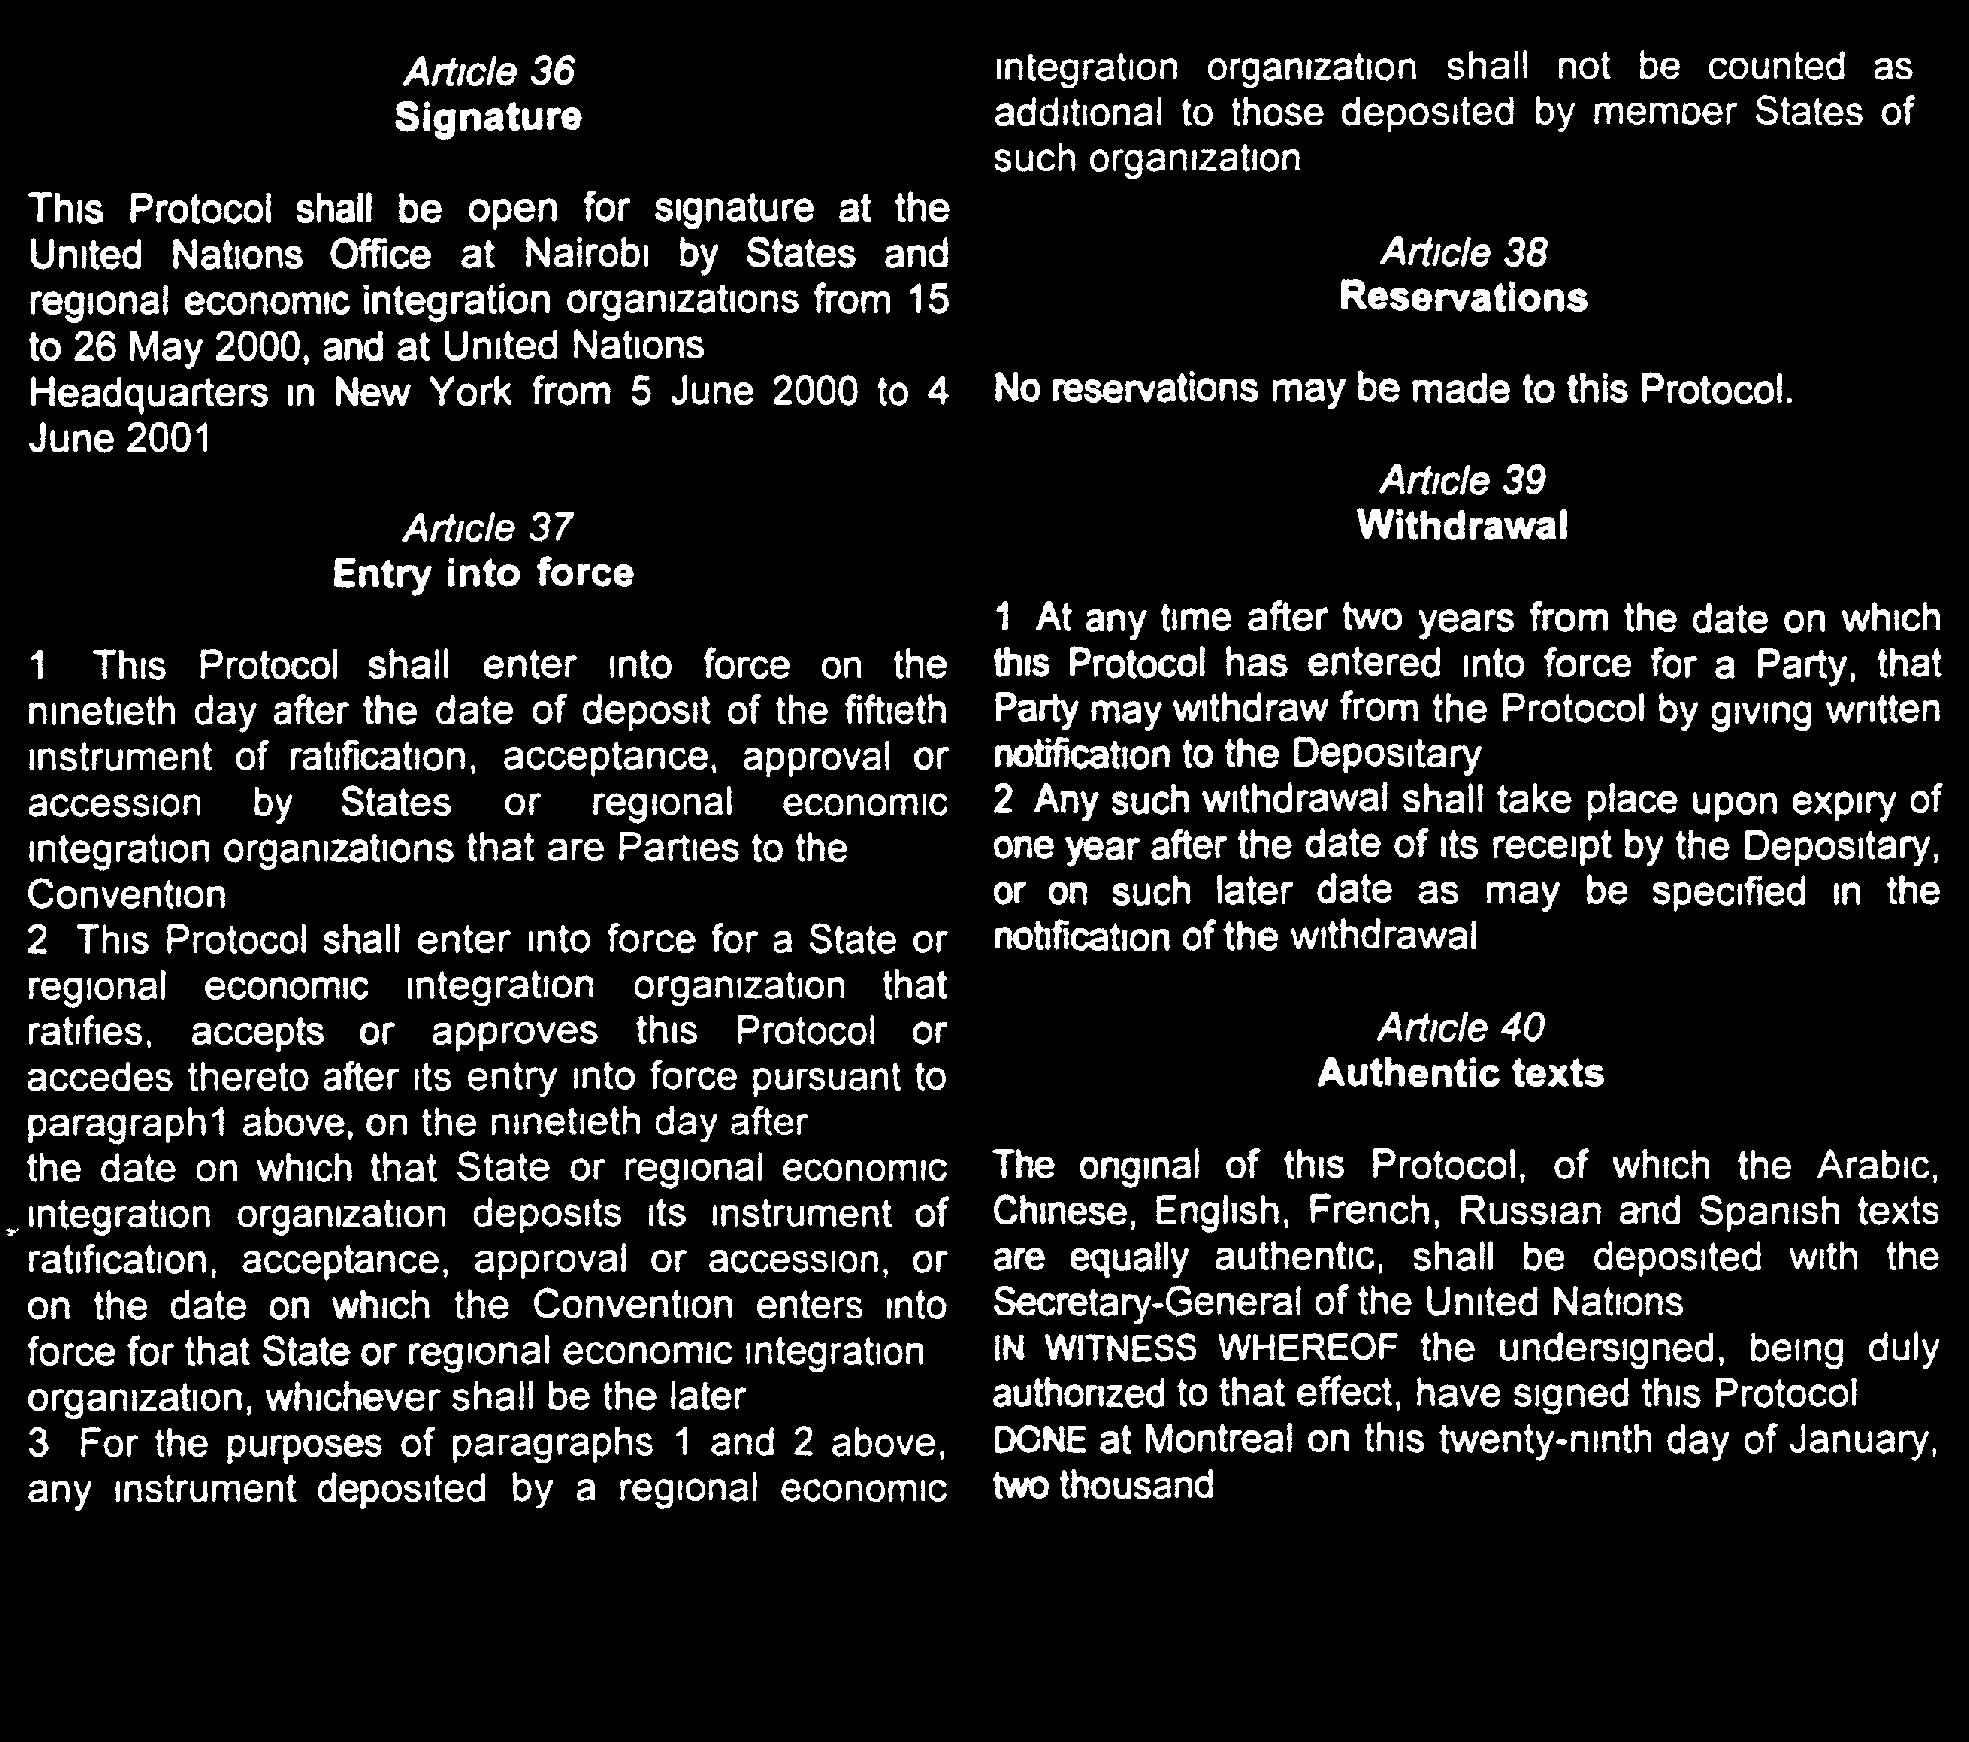 Article 36
Signature
This Protocol shall be open for signature at the
United Nations Office at Nairobi by States and
regional economic integration organizations from 15
to 26 May 2000, and at United Nations
Headquarters in New York from 5 June 2000 to 4
June 2001
Article 37
Entry into force
1 This Protocol shall enter into force on the
ninetieth day after the date of deposit of the fiftieth
instrument of ratification, acceptance, approval or
accession by States or regional economic
integration organizations that are Parties to the
Convention
2 This Protocol shall enter into force for a State or
regional economic integration organization that
ratifies, accepts or approves this Protocol or
accedes thereto after its entry into force pursuant to
paragraph1 above, on the ninetieth day after
the date on which that State or regional economic
integration organization deposits its instrument of
ratification, acceptance, approval or accession, or
on the date on which the Convention enters into
force for that State or regional economic integration
organization, whichever shall be the later
3 For the purposes of paragraphs 1 and 2 above,
any instrument deposited by a regional economic
integration organization shall not be counted as
additional to those deposited by member States of
such organization
Article 38
Reservations
No reservations may be made to this Protocol.
Article 39
Withdrawal
1 At any time after two years from the date on which
this Protocol has entered into force for a Party, that
Party may withdraw from the Protocol by giving written
notification to the Depositary
2 Any such withdrawal shall take place upon expiry of
one year after the date of its receipt by the Depositary,
or on such later date as may be specified in the
notification of the withdrawal
Article 40
Authentic texts
The original of this Protocol, of which the Arabic,
Chinese, English, French, Russian and Spanish texts
are equally authentic, shall be deposited with the
Secretary-General of the United Nations
IN WITNESS WHEREOF the undersigned, being duly
authorized to that effect, have signed this Protocol
DONE at Montreal on this twenty-ninth day of January,
two thousand